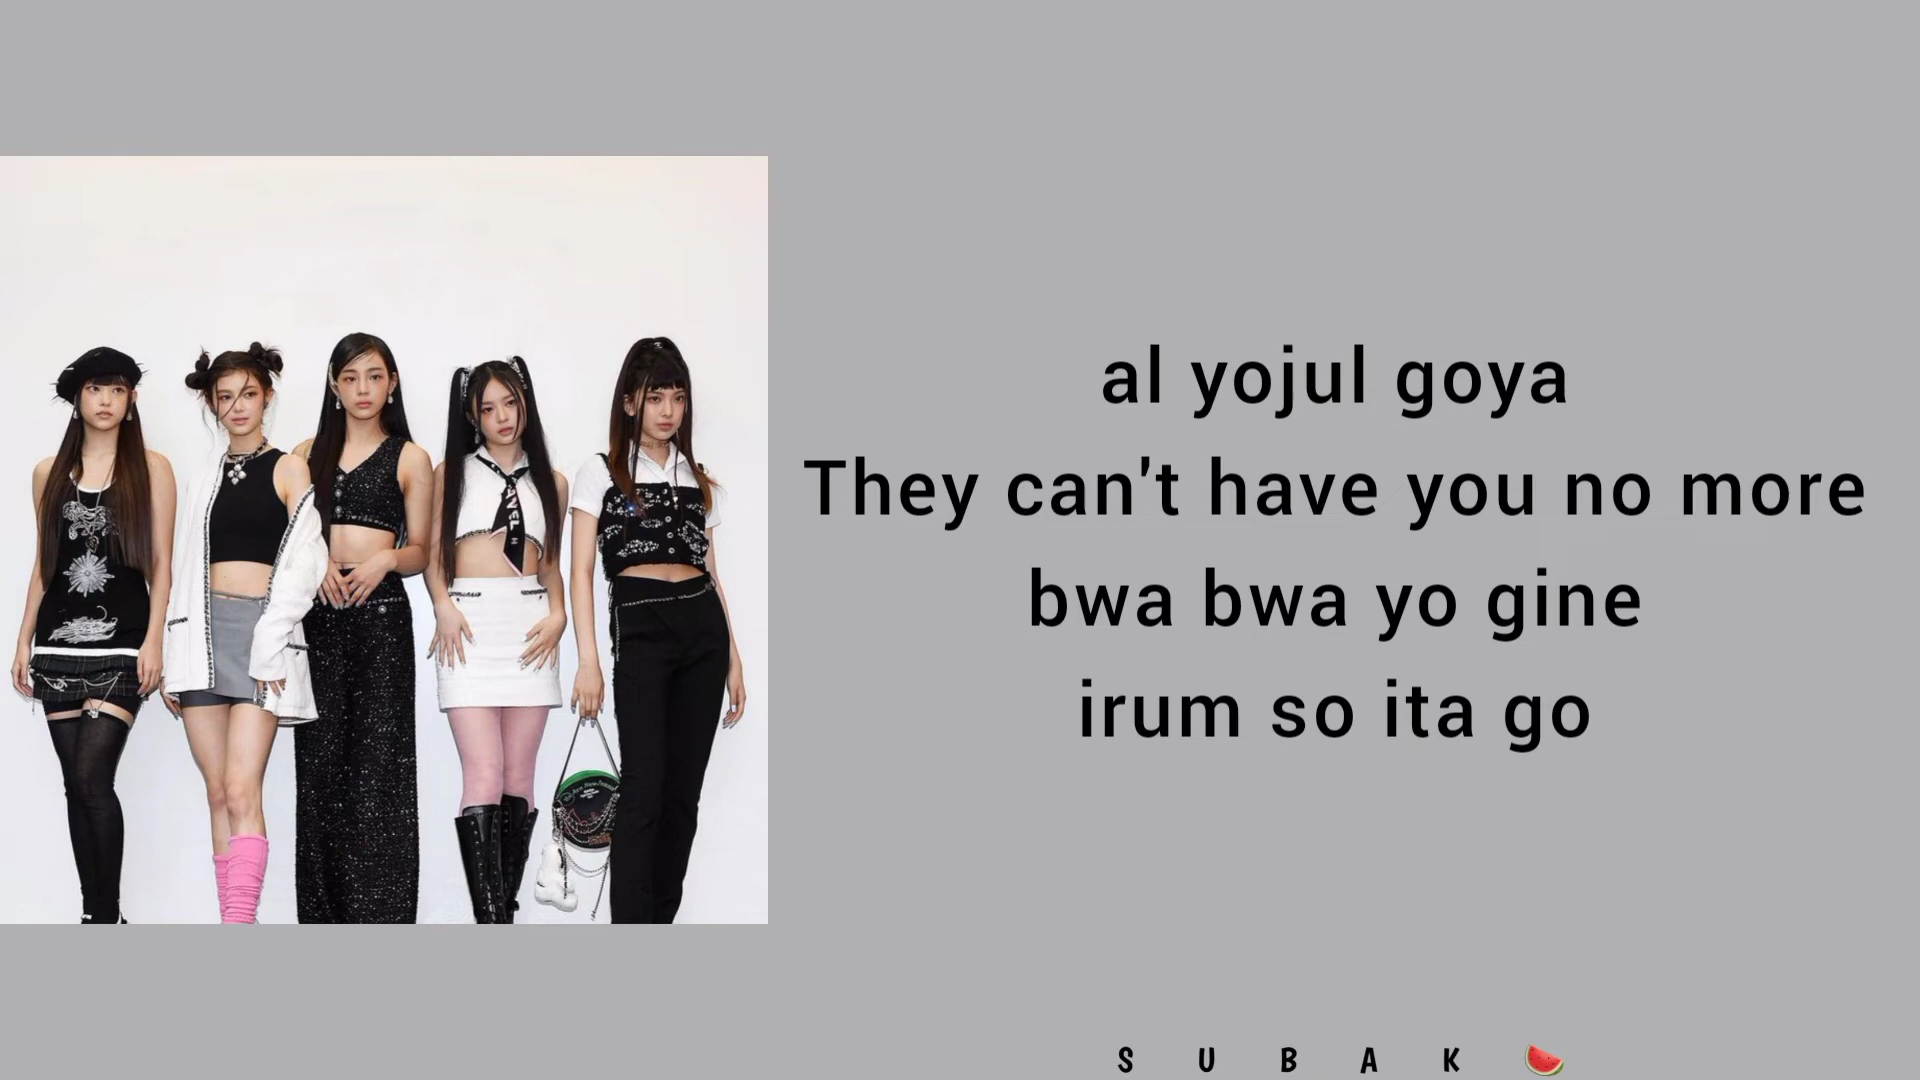 al yojul goya
They can't have you no more
bwa bwa yo gine
irum so ita go
S U B A K 🍉